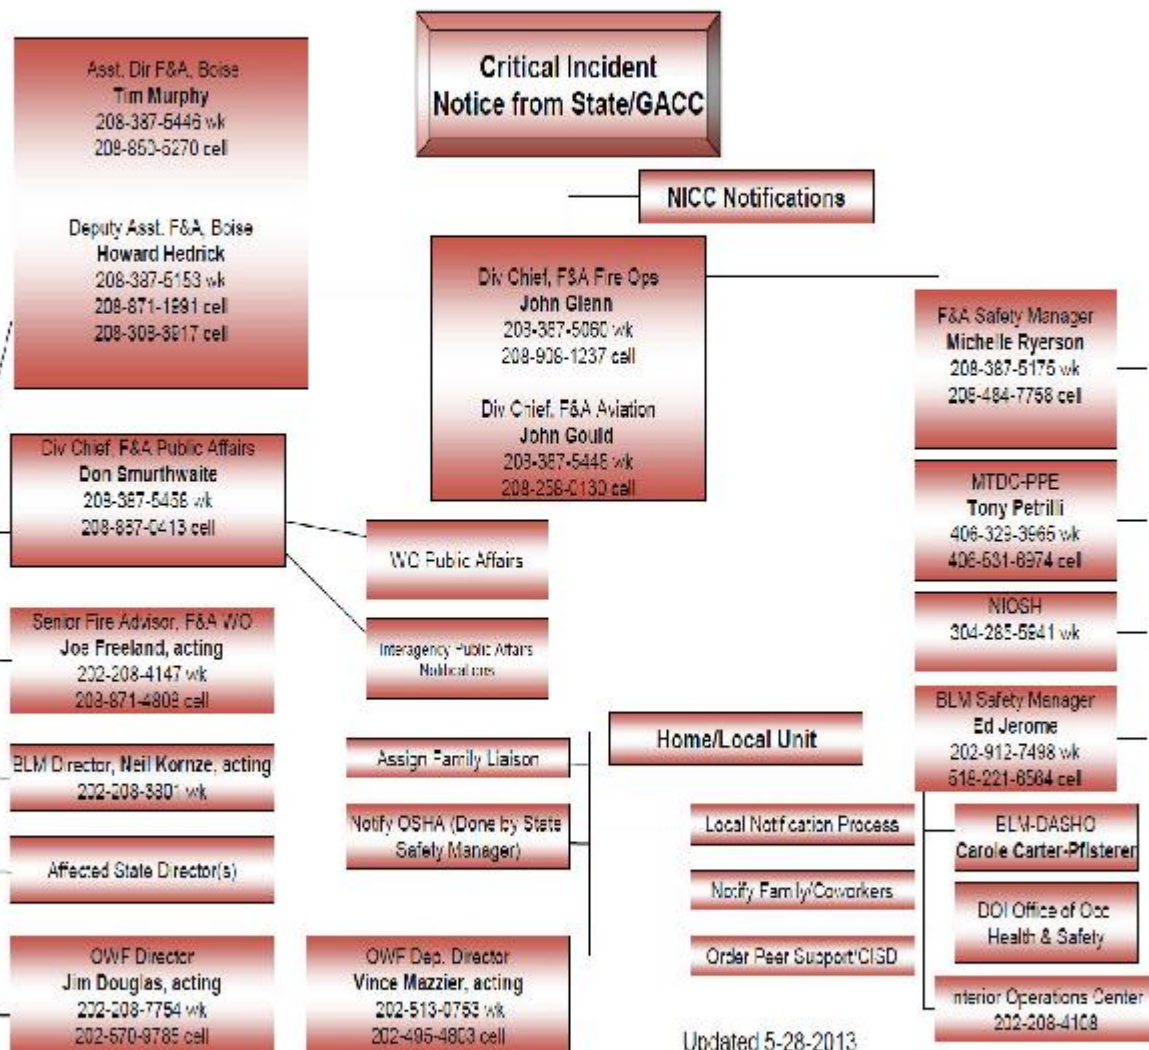 Critical Incident
Notice from State/GACC
NICC Notifications
Asst. Dir F&A, Boise
Tim Murphy
208-387-5446 wk
208-850-5270 cell
Deputy Asst. F&A, Boise
Howard Hedrick
208-387-5153 wk
208-871-1991 cell
208-308-3917 cell
Div Chief, F&A Fire Ops
John Glenn
208-387-5060 wk
208-908-1237 cell
Div Chief, F&A Aviation
John Gould
208-387-5448 wk
208-258-0130 cell
F&A Safety Manager
Michelle Ryerson
208-387-5175 wk
208-484-7758 cell
Div Chief, F&A Public Affairs
Don Smurthwaite
208-387-5458 wk
208-887-0413 cell
MTDC-PPE
Tony Petrilli
406-329-3965 wk
406-531-6974 cell
WO Public Affairs
NIOSH
304-285-5941 wk
Senior Fire Advisor, F&A WO
Joe Freeland, acting
202-208-4147 wk
208-871-4808 cell
Interagency Public Affairs
Notifications
BLM Safety Manager
Ed Jerome
202-912-7498 wk
518-221-6564 cell
Home/Local Unit
BLM Director, Neil Kornze, acting
202-208-3801 wk
Assign Family Liaison
Notify OSHA (Done by State
Safety Manager)
Local Notification Process
BLM-DASHO
Carole Carter-Pfisterer
Affected State Director(s)
Notify Family/Coworkers
DOI Office of Occ
Health & Safety
Order Peer Support/CISD
OWF Director
Jim Douglas, acting
202-208-7754 wk
202-570-9785 cell
OWF Dep. Director
Vince Mazzier, acting
202-513-0753 wk
202-495-4803 cell
Interior Operations Center
202-208-4108
Updated 5-28-2013